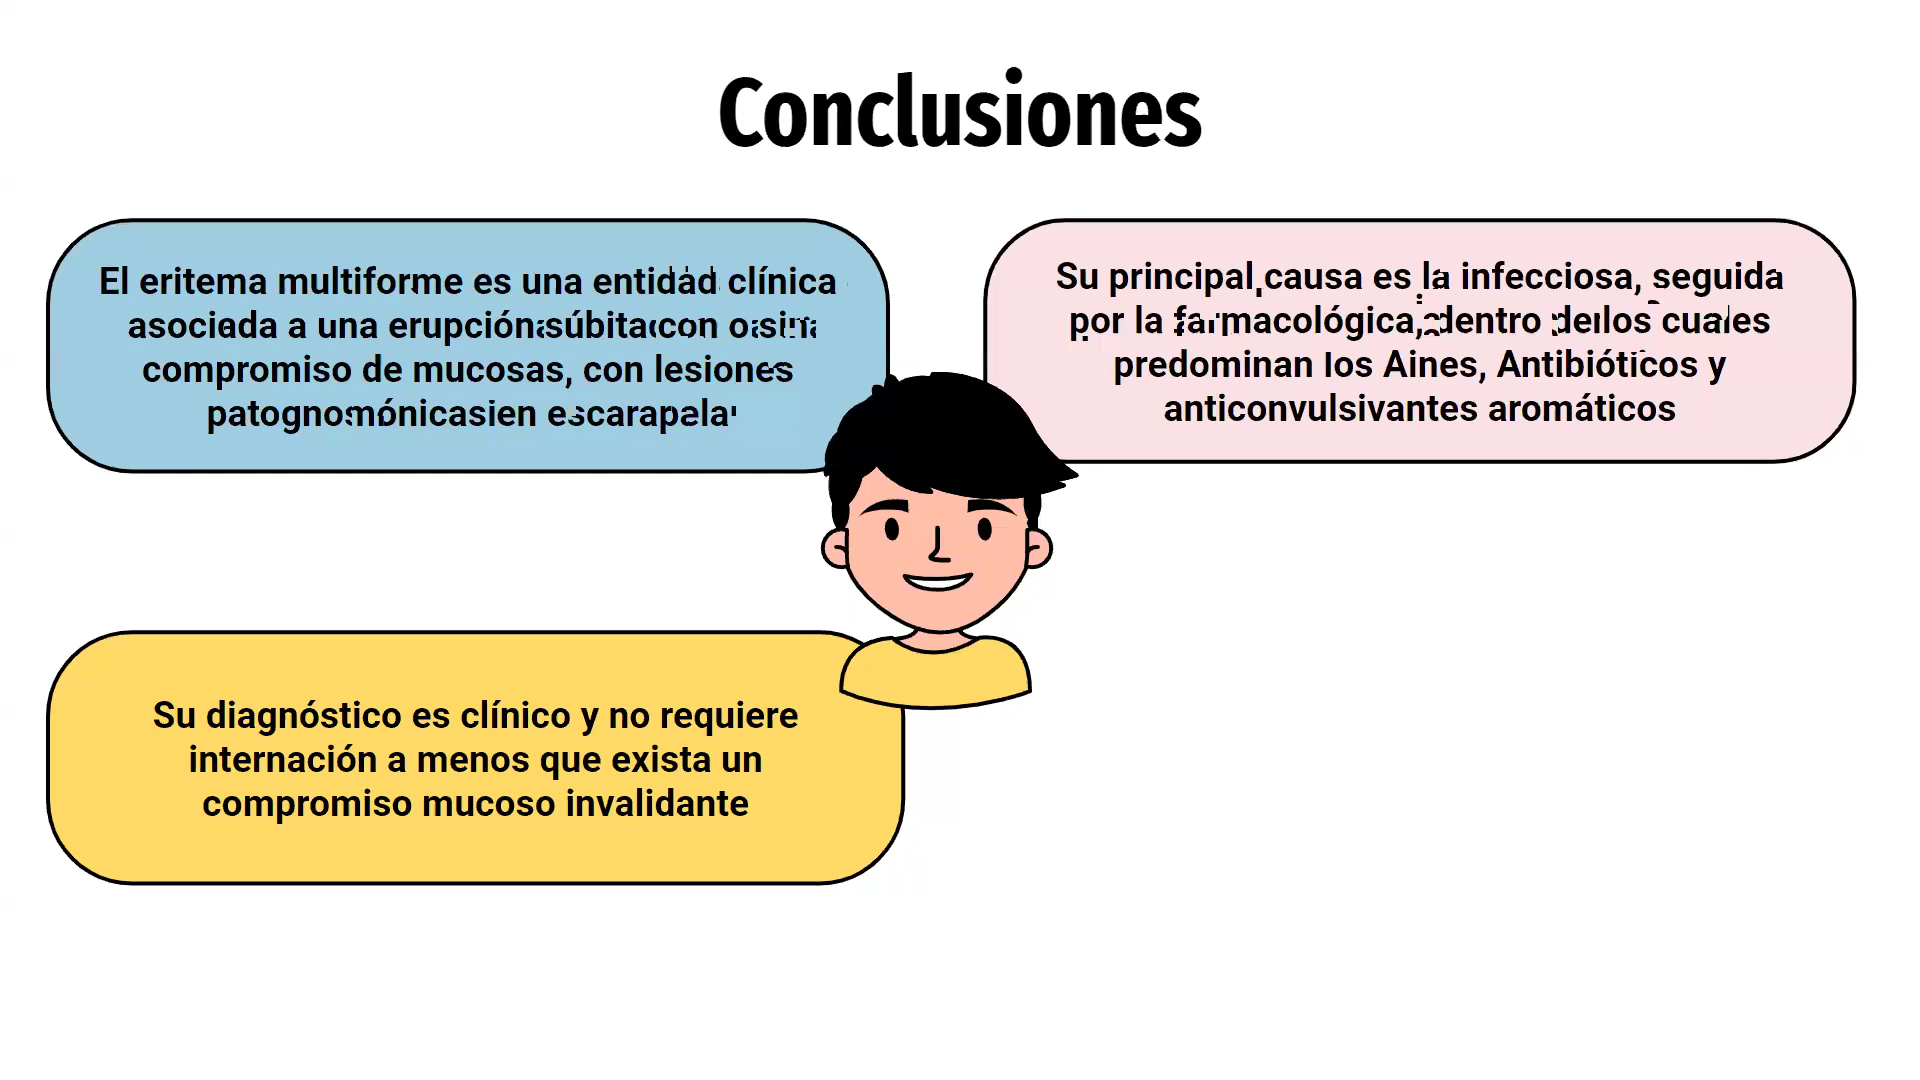 Conclusiones
El eritema multiforme es una entidad clínica
asociada a una erupción súbita con o sin
compromiso de mucosas, con lesiones
patognomónicas en escarapela
Su principal causa es la infecciosa, seguida
por la farmacológica, dentro de los cuales
predominan los Aines, Antibióticos y
anticonvulsivantes aromáticos
Su diagnóstico es clínico y no requiere
internación a menos que exista un
compromiso mucoso invalidante